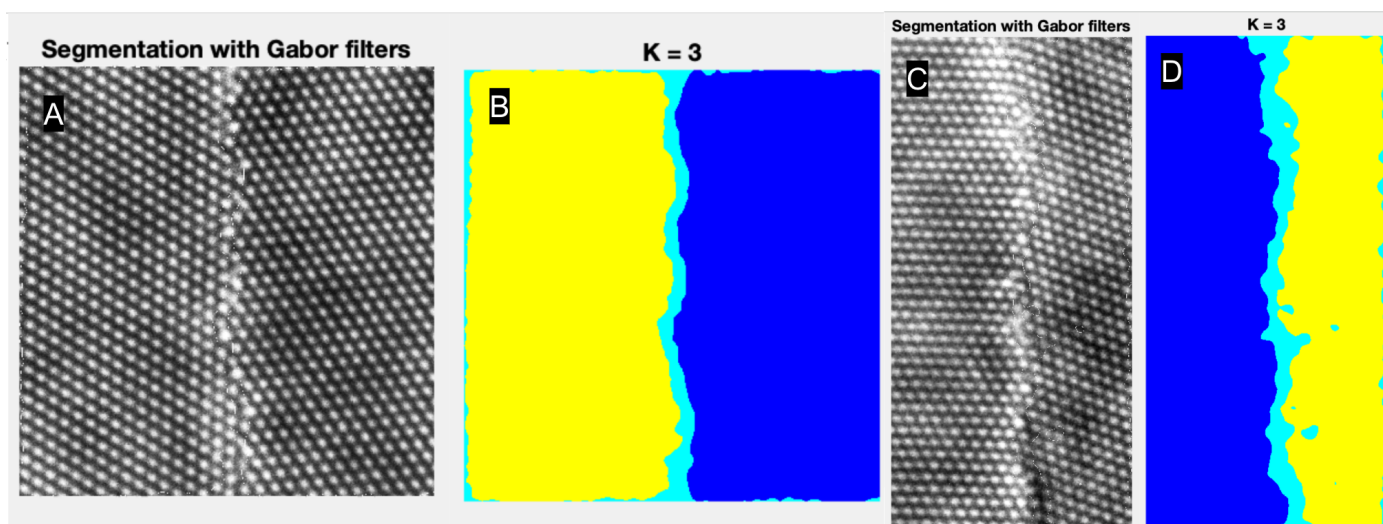 Segmentation with Gabor filters
K = 3
Segmentation with Gabor filters
K = 3
A
B
C
D